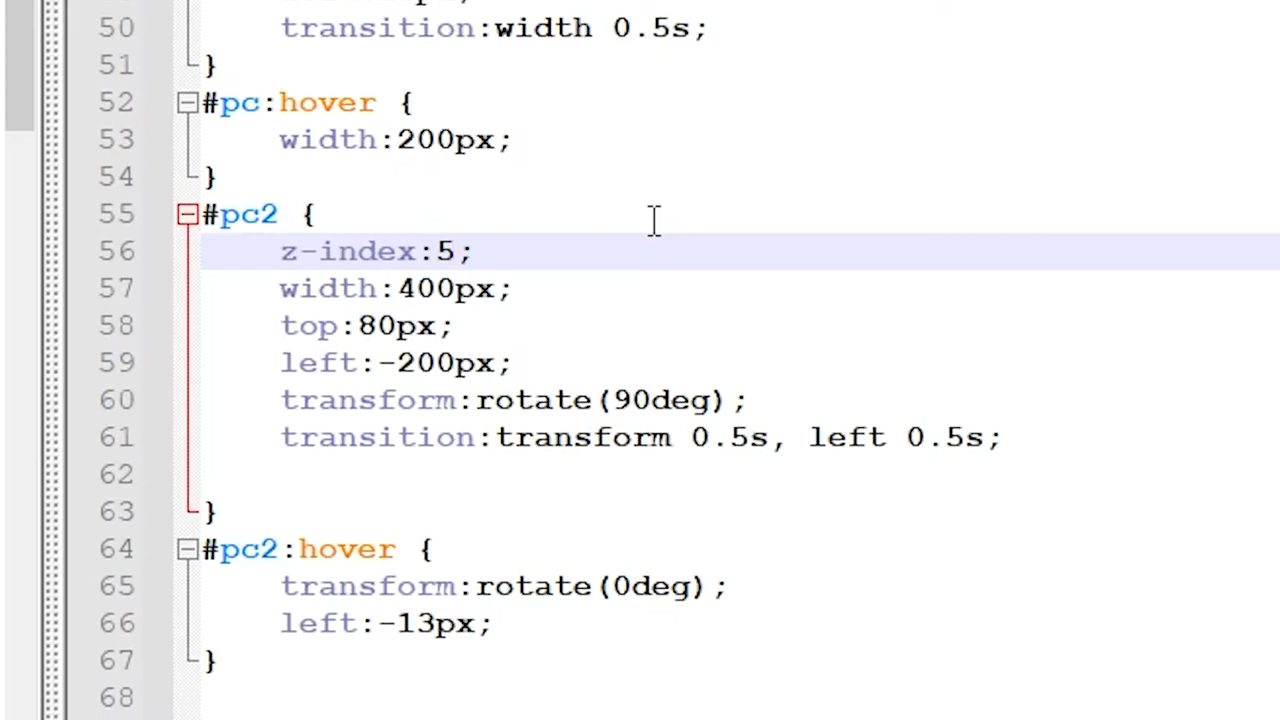 50 transition:width 0.5s;
51 }
52 #pc:hover {
53 width:200px;
54 }
55 #pc2 {
56 z-index:5;
57 width:400px;
58 top:80px;
59 left:-200px;
60 transform:rotate(90deg);
61 transition:transform 0.5s, left 0.5s;
62
63 }
64 #pc2:hover {
65 transform:rotate(0deg);
66 left:-13px;
67 }
68